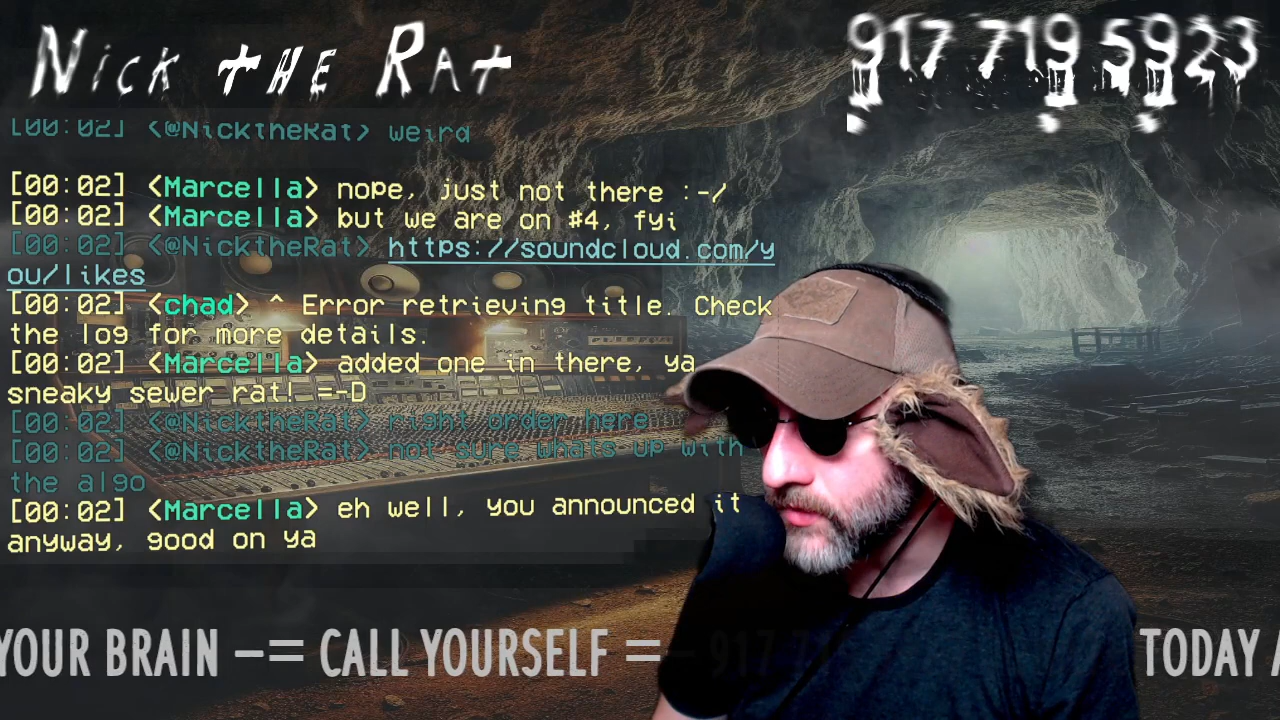 Nick the Rat
917 719 5923
[00:02] <@NicktheRat> weird
[00:02] <Marcella> nope, just not there :-/
[00:02] <Marcella> but we are on #4, fyi
[00:02] <@NicktheRat> https://soundcloud.com/y
ou/likes
[00:02] <chad> ^ Error retrieving title. Check
the log for more details.
[00:02] <Marcella> added one in there, ya
sneaky sewer rat! =-D
[00:02] <@NicktheRat> right order here
[00:02] <@NicktheRat> not sure whats up with
the algo
[00:02] <Marcella> eh well, you announced it
anyway, good on ya
YOUR BRAIN -= CALL YOURSELF =- 917 71 TODAY